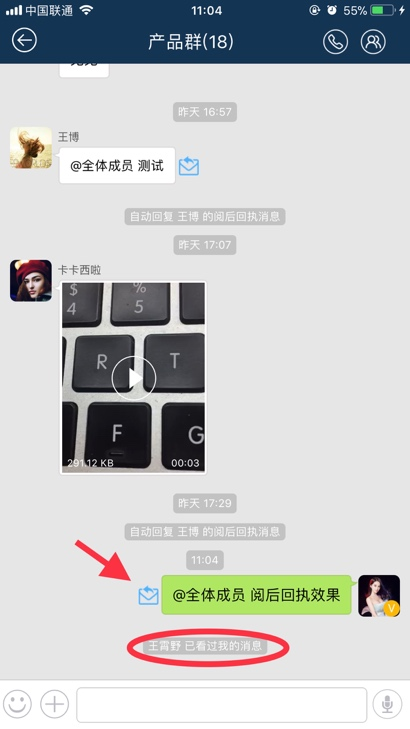 中国联通 11:04 55%
产品群(18)
昨天 16:57
王博
@全体成员 测试
自动回复 王博 的阅后回执消息
昨天 17:07
卡卡西啦
$ 4 % 5
R T
F G
291.12 KB 00:03
昨天 17:29
自动回复 王博 的阅后回执消息
11:04
@全体成员 阅后回执效果
V
王霄野 已看过我的消息